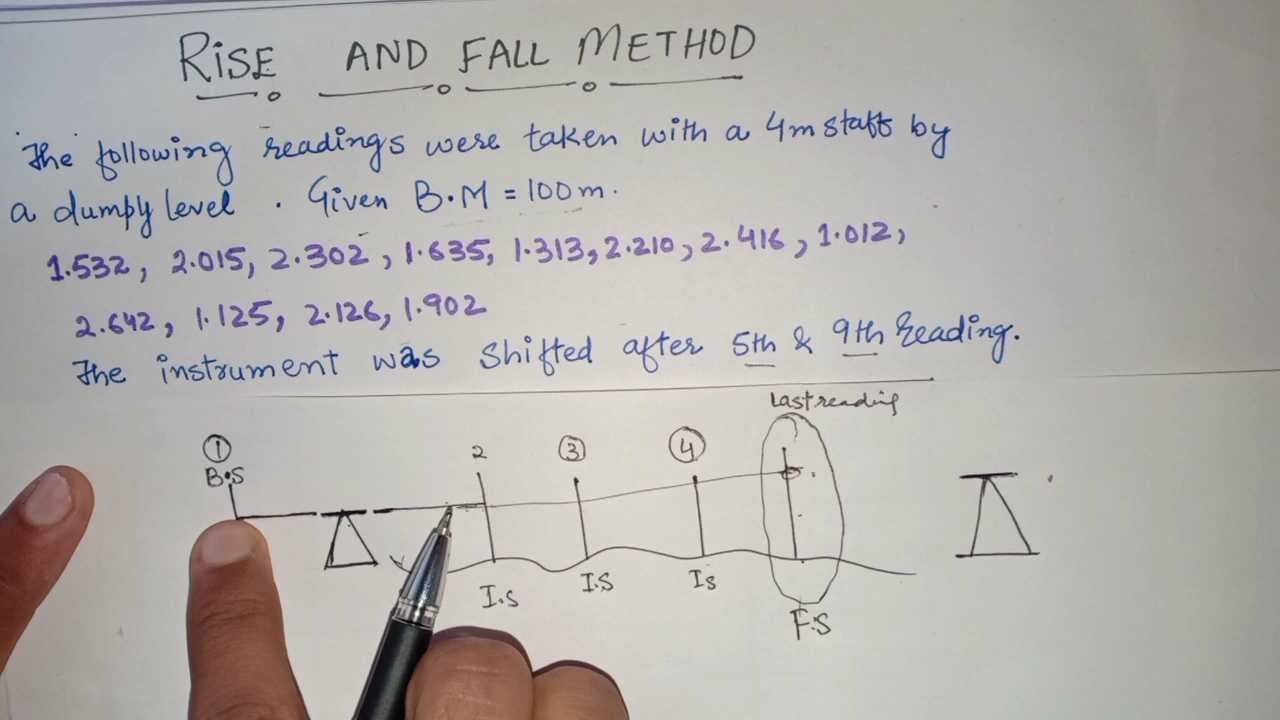 RiSE AND FALL METHOD
The following readings were taken with a 4m staff by
a dumpy level. Given B.M = 100m.
1.532, 2.015, 2.302, 1.635, 1.313, 2.210, 2.416, 1.012,
2.642, 1.125, 2.126, 1.902
The instrument was shifted after 5th & 9th Reading.
Last reading
1 2 3 4
B.S
I.S I.S Is
F.S